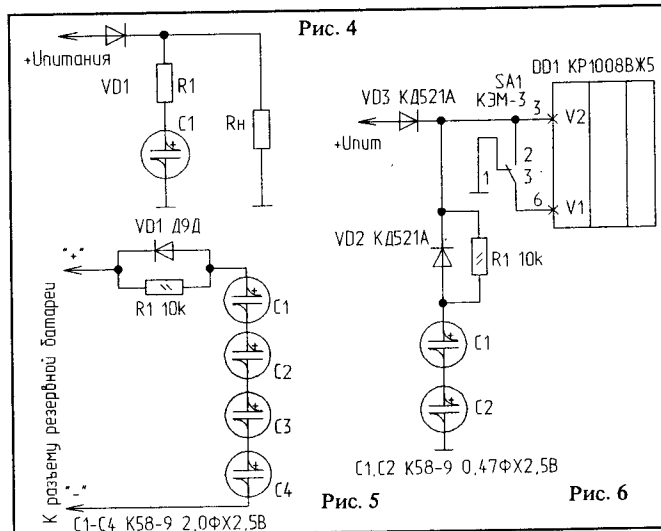 Рис. 4
+Uпитания
VD1
R1
C1
Rн
VD1 Д9Д
"+"
R1 10k
C1
C2
C3
C4
"-"
К разъему резервной батареи
C1-C4 К58-9 2,0ФХ2,5В
Рис. 5
DD1 КР1008ВЖ5
SA1
КЭМ-3
VD3 КД521А
+Uпит
3
V2
2
3
1
6
V1
VD2 КД521А
R1 10k
C1
C2
C1,C2 К58-9 0,47ФХ2,5В
Рис. 6